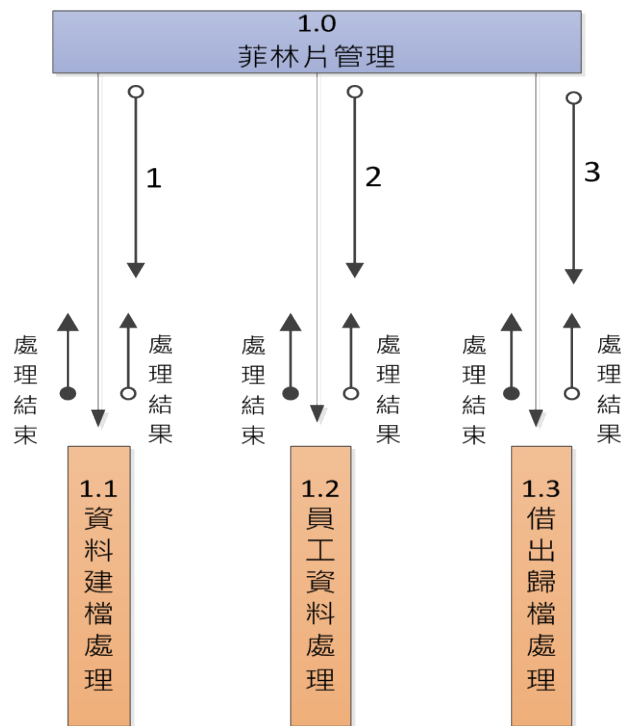 1.0
菲林片管理
1
2
3
處理結束
處理結果
處理結束
處理結果
處理結束
處理結果
1.1
資料建檔處理
1.2
員工資料處理
1.3
借出歸檔處理